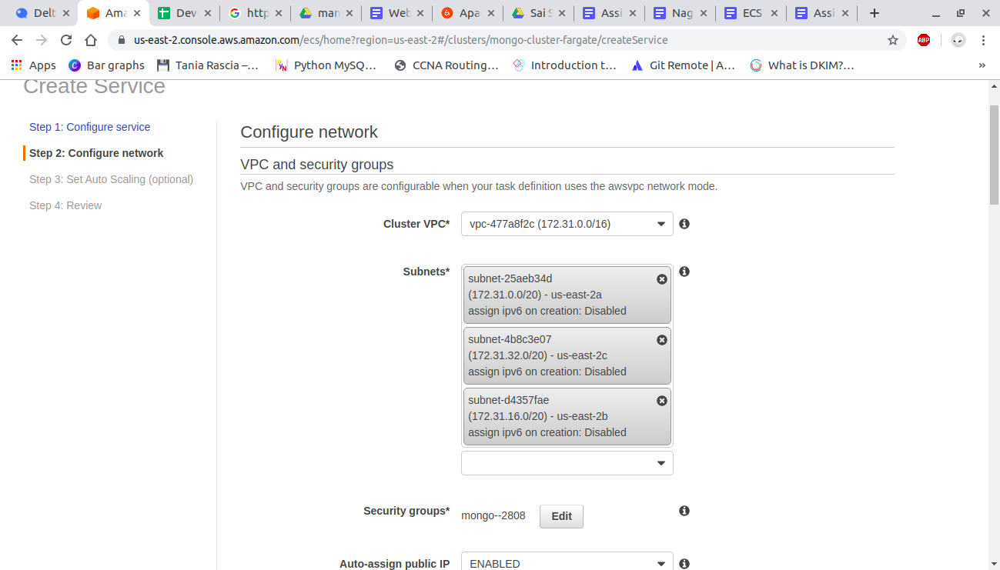 Delt
Ama
Dev
http
man
Web
Apa
Sai S
Assi
Nag
ECS
Assi
us-east-2.console.aws.amazon.com/ecs/home?region=us-east-2#/clusters/mongo-cluster-fargate/createService
ABP
Apps
Bar graphs
Tania Rascia –...
Python MySQ...
CCNA Routing...
Introduction t...
Git Remote | A...
What is DKIM?...
»
Create Service
Step 1: Configure service
Step 2: Configure network
Step 3: Set Auto Scaling (optional)
Step 4: Review
Configure network
VPC and security groups
VPC and security groups are configurable when your task definition uses the awsvpc network mode.
Cluster VPC*
vpc-477a8f2c (172.31.0.0/16)
Subnets*
subnet-25aeb34d
(172.31.0.0/20) - us-east-2a
assign ipv6 on creation: Disabled
subnet-4b8c3e07
(172.31.32.0/20) - us-east-2c
assign ipv6 on creation: Disabled
subnet-d4357fae
(172.31.16.0/20) - us-east-2b
assign ipv6 on creation: Disabled
Security groups*
mongo--2808
Edit
Auto-assign public IP
ENABLED